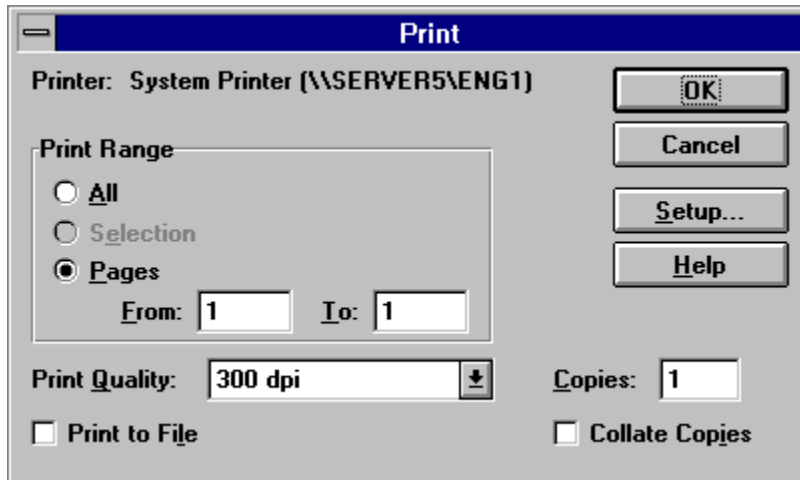 Print
Printer: System Printer (\\SERVER5\ENG1)
OK
Cancel
Setup...
Help
Print Range
All
Selection
Pages
From: 1 To: 1
Print Quality: 300 dpi
Copies: 1
Print to File
Collate Copies